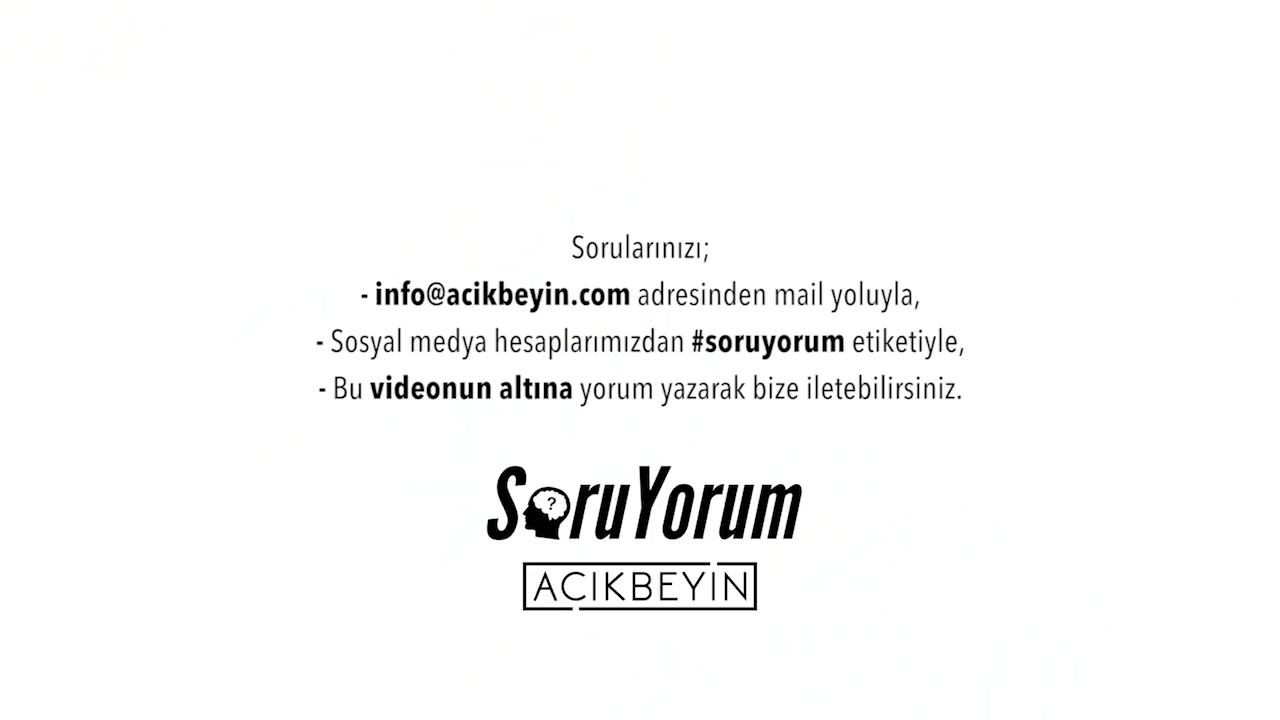 Sorularınızı;
- info@acikbeyin.com adresinden mail yoluyla,
- Sosyal medya hesaplarımızdan #soruyorum etiketiyle,
- Bu videonun altına yorum yazarak bize iletebilirsiniz.
SoruYorum
AÇIKBEYİN